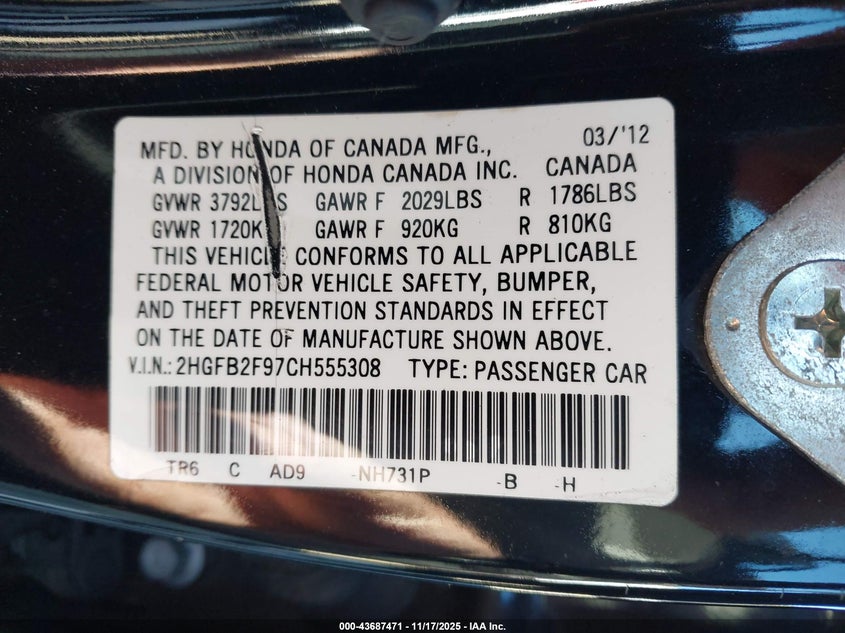 MFD. BY HONDA OF CANADA MFG., 03/'12
A DIVISION OF HONDA CANADA INC. CANADA
GVWR 3792LBS GAWR F 2029LBS R 1786LBS
GVWR 1720KG GAWR F 920KG R 810KG
THIS VEHICLE CONFORMS TO ALL APPLICABLE
FEDERAL MOTOR VEHICLE SAFETY, BUMPER,
AND THEFT PREVENTION STANDARDS IN EFFECT
ON THE DATE OF MANUFACTURE SHOWN ABOVE.
V.I.N.: 2HGFB2F97CH555308 TYPE: PASSENGER CAR
TR6 C AD9 -NH731P -B -H
000-43687471 - 11/17/2025 - IAA Inc.